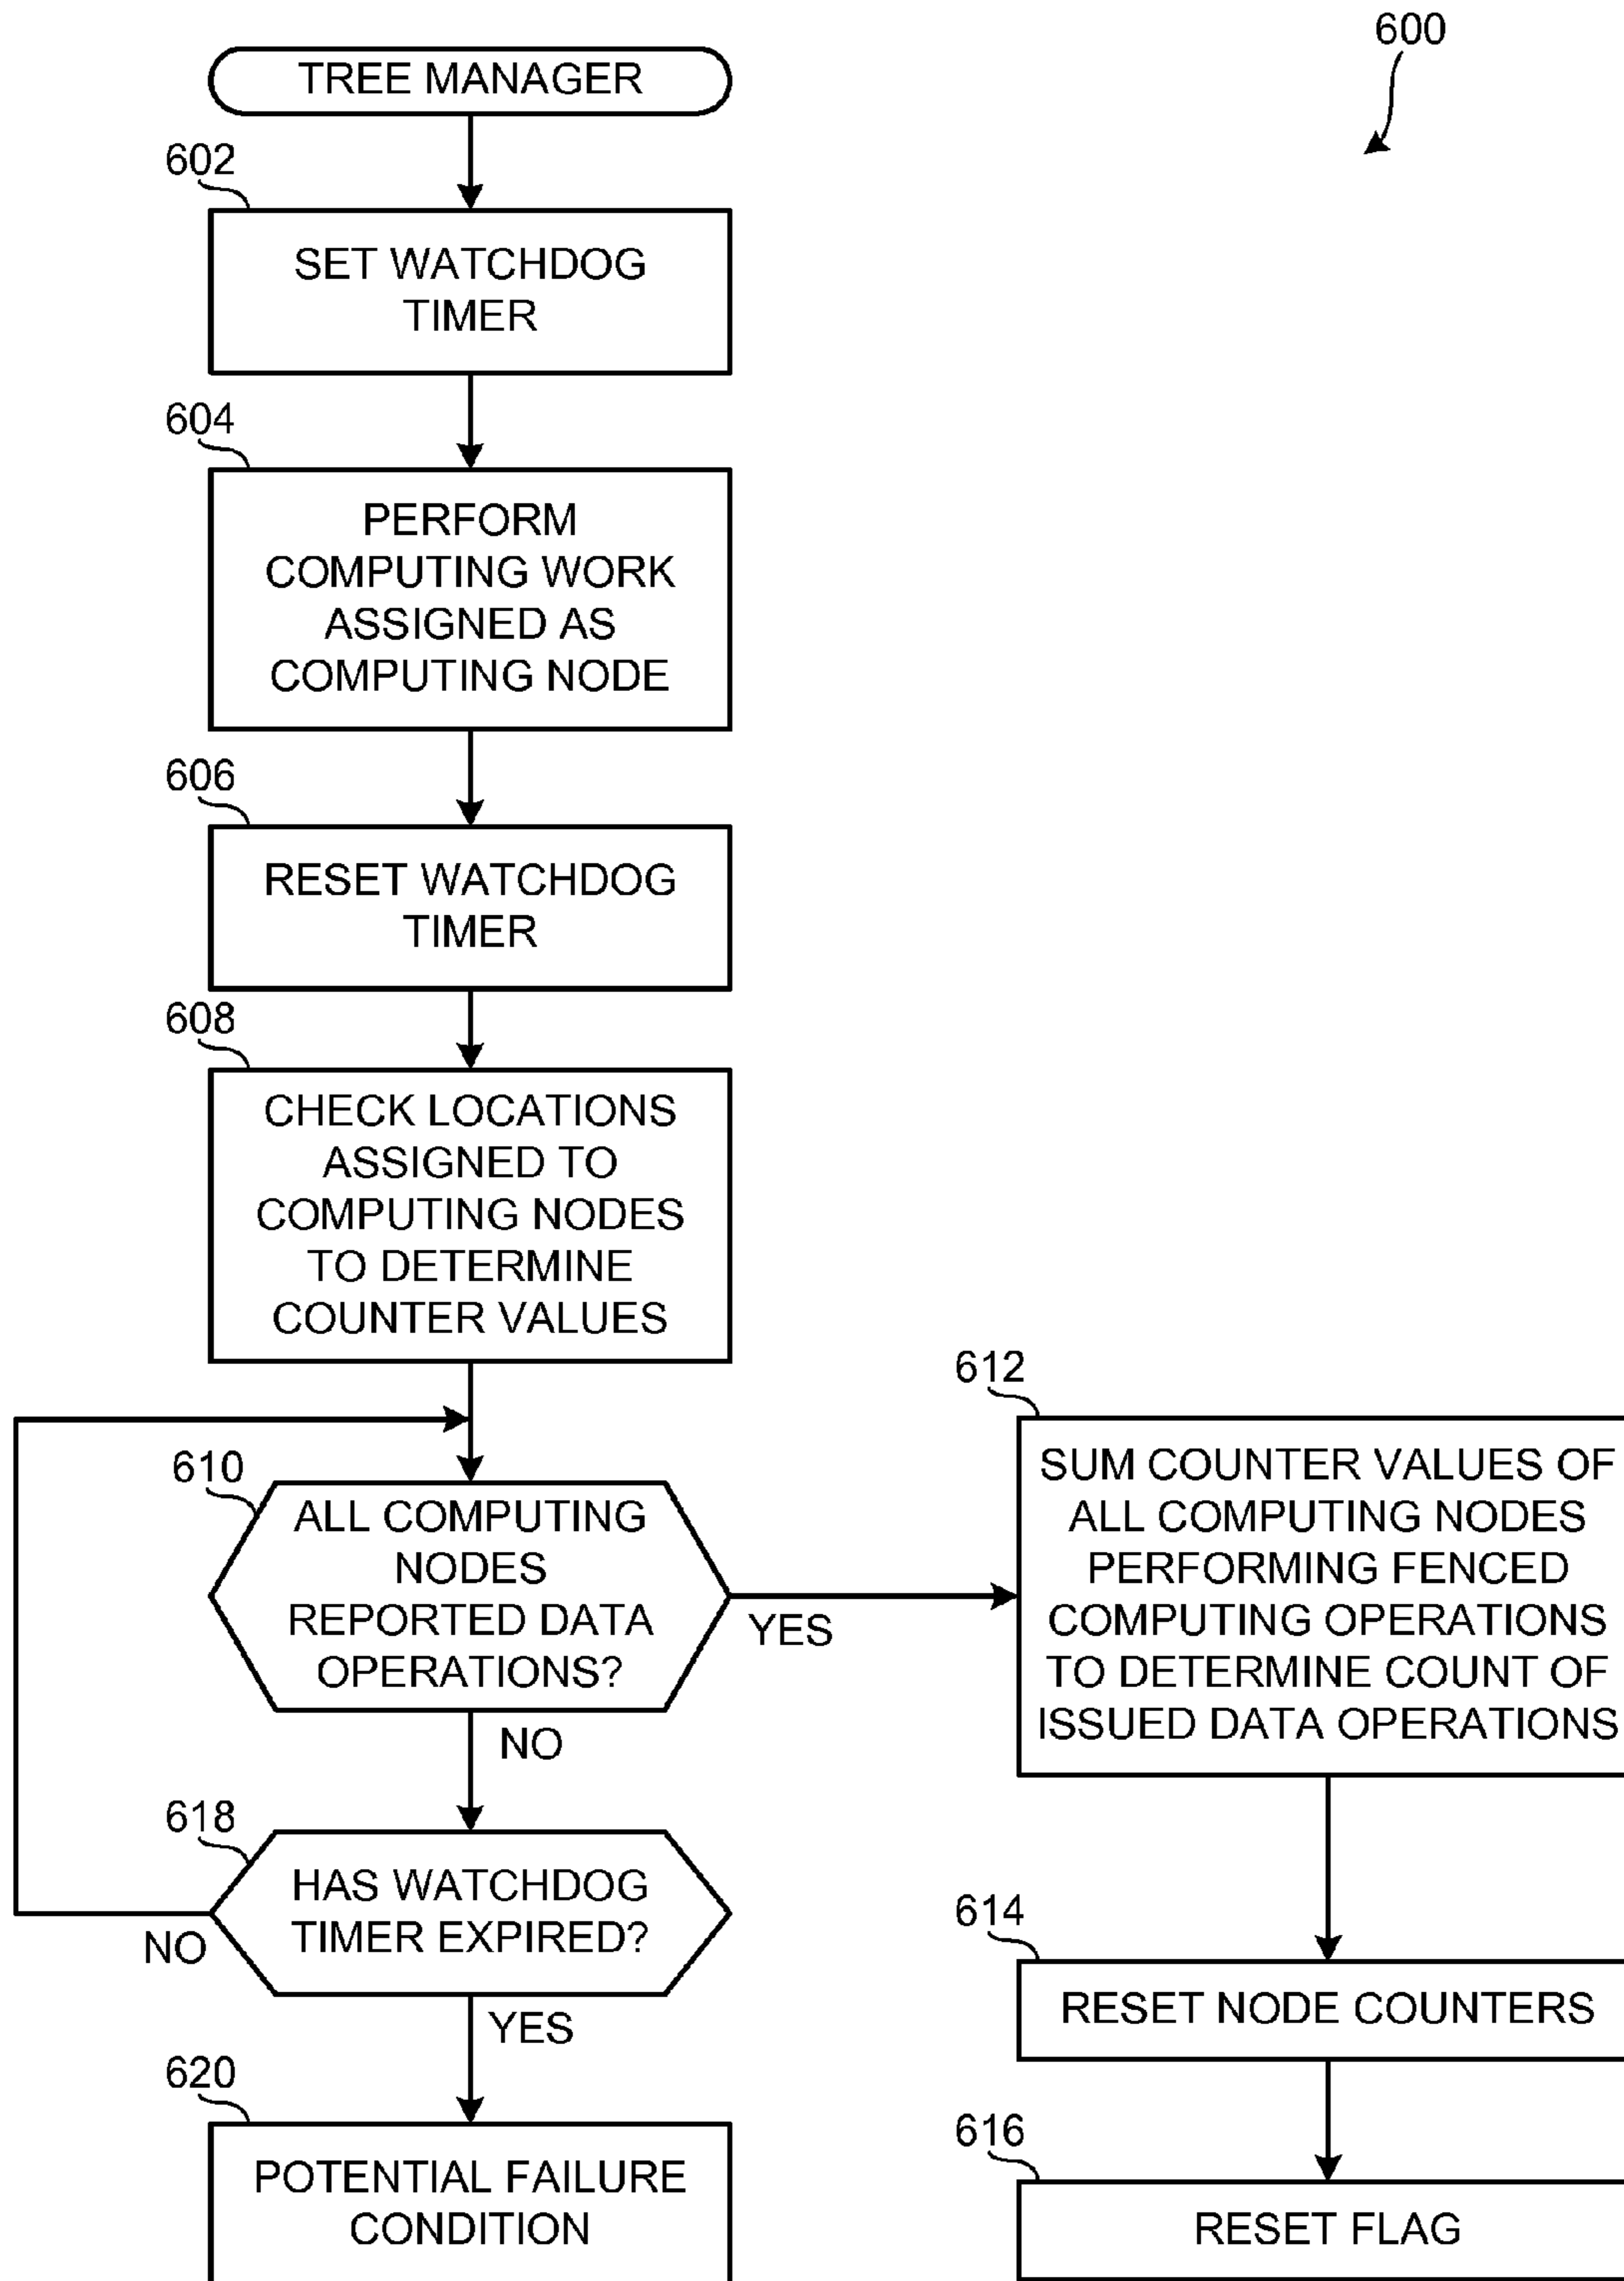 600
TREE MANAGER
602
SET WATCHDOG
TIMER
604
PERFORM
COMPUTING WORK
ASSIGNED AS
COMPUTING NODE
606
RESET WATCHDOG
TIMER
608
CHECK LOCATIONS
ASSIGNED TO
COMPUTING NODES
TO DETERMINE
COUNTER VALUES
610
ALL COMPUTING
NODES
REPORTED DATA
OPERATIONS?
YES
NO
612
SUM COUNTER VALUES OF
ALL COMPUTING NODES
PERFORMING FENCED
COMPUTING OPERATIONS
TO DETERMINE COUNT OF
ISSUED DATA OPERATIONS
618
HAS WATCHDOG
TIMER EXPIRED?
NO
YES
614
RESET NODE COUNTERS
620
POTENTIAL FAILURE
CONDITION
616
RESET FLAG